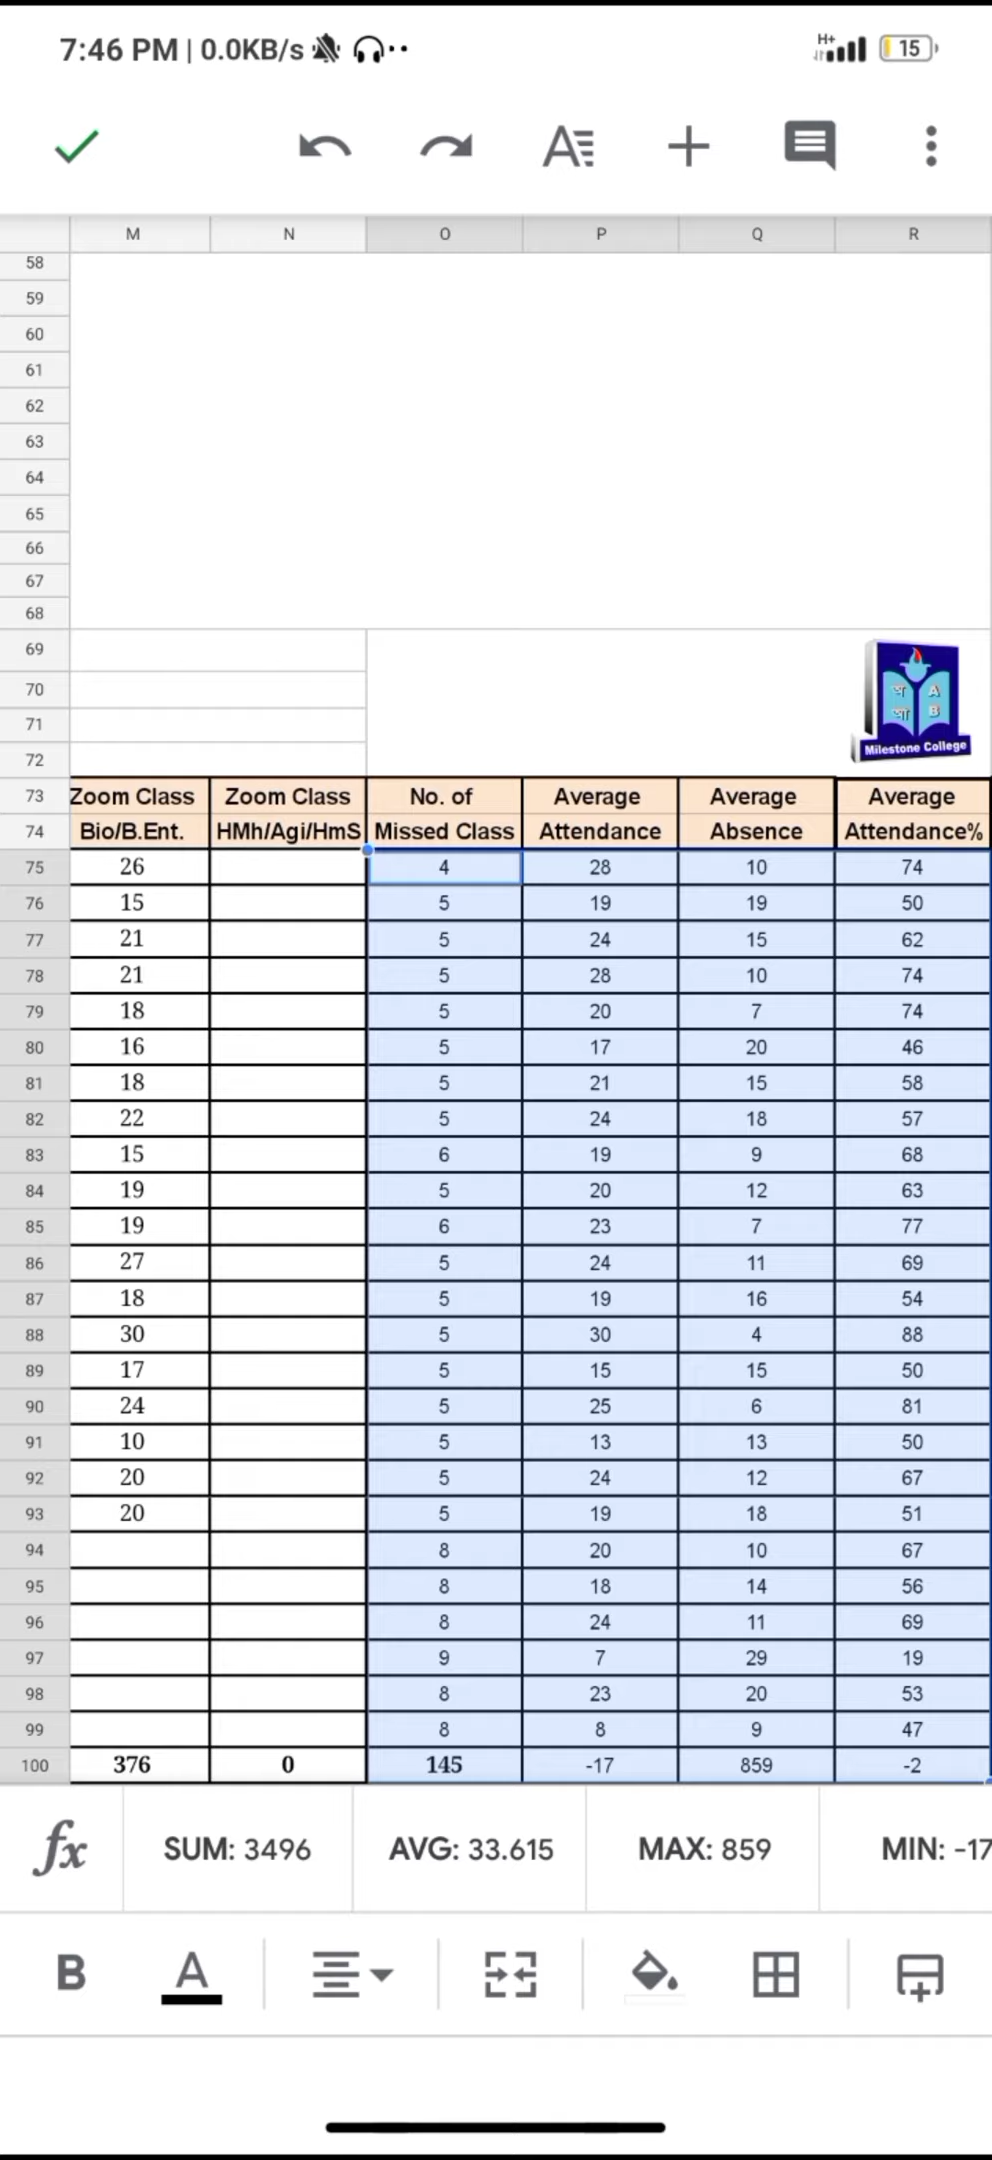 7:46 PM | 0.0KB/s H+ 15
M N O P Q R
58
59
60
61
62
63
64
65
66
67
68
69
70
71
72
অ A
আ B
Milestone College
73 Zoom Class Zoom Class No. of Average Average Average
74 Bio/B.Ent. HMh/Agi/HmS Missed Class Attendance Absence Attendance%
75 26 4 28 10 74
76 15 5 19 19 50
77 21 5 24 15 62
78 21 5 28 10 74
79 18 5 20 7 74
80 16 5 17 20 46
81 18 5 21 15 58
82 22 5 24 18 57
83 15 6 19 9 68
84 19 5 20 12 63
85 19 6 23 7 77
86 27 5 24 11 69
87 18 5 19 16 54
88 30 5 30 4 88
89 17 5 15 15 50
90 24 5 25 6 81
91 10 5 13 13 50
92 20 5 24 12 67
93 20 5 19 18 51
94 8 20 10 67
95 8 18 14 56
96 8 24 11 69
97 9 7 29 19
98 8 23 20 53
99 8 8 9 47
100 376 0 145 -17 859 -2
fx SUM: 3496 AVG: 33.615 MAX: 859 MIN: -17
B A